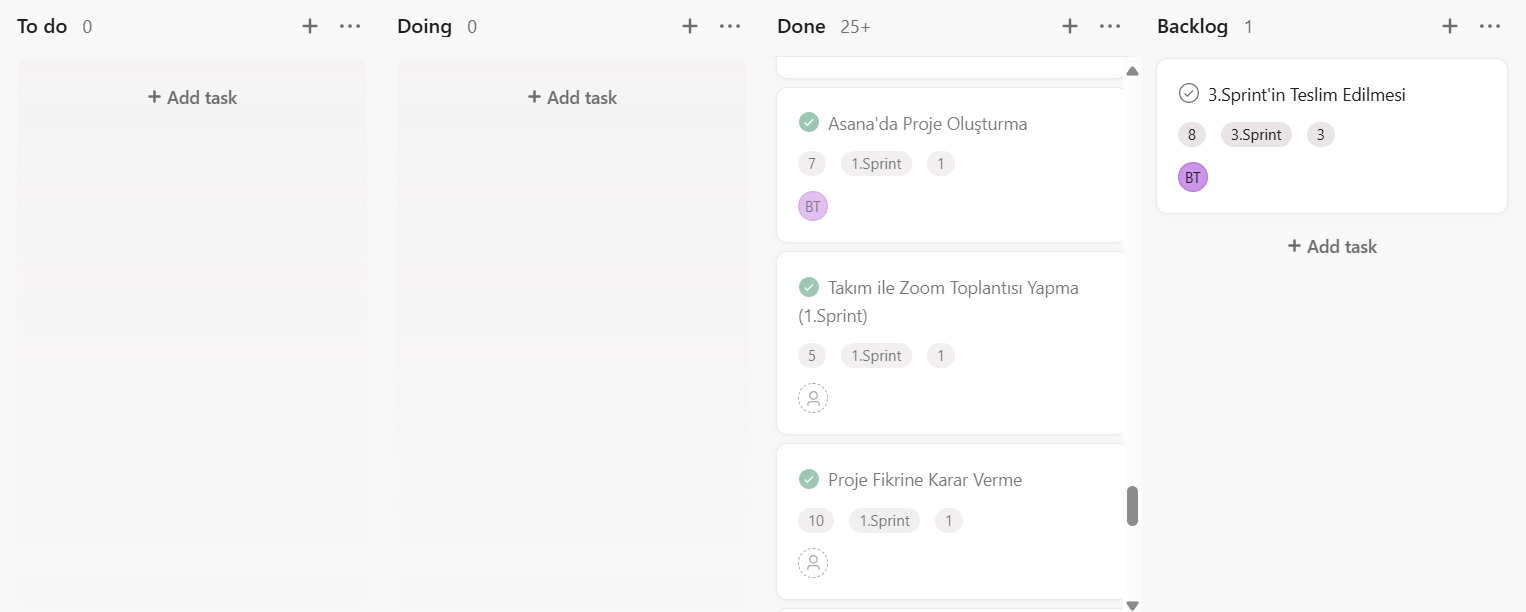 To do 0
+ Add task
Doing 0
+ Add task
Done 25+
Asana'da Proje Oluşturma
7 1.Sprint 1
BT
Takım ile Zoom Toplantısı Yapma
(1.Sprint)
5 1.Sprint 1
Proje Fikrine Karar Verme
10 1.Sprint 1
Backlog 1
3.Sprint'in Teslim Edilmesi
8 3.Sprint 3
BT
+ Add task